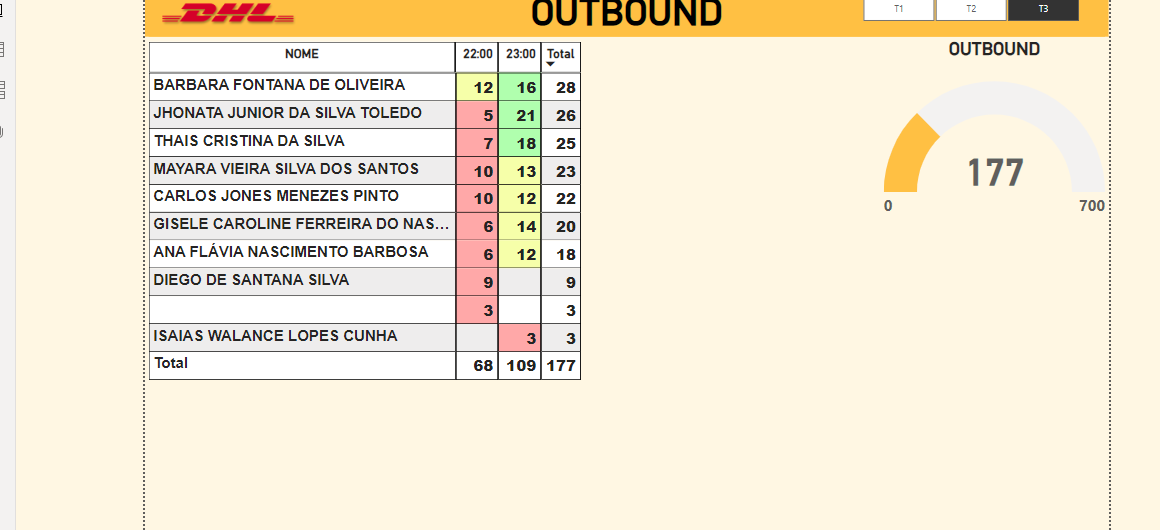 DHL
OUTBOUND
T1 T2 T3
NOME 22:00 23:00 Total
BARBARA FONTANA DE OLIVEIRA 12 16 28
JHONATA JUNIOR DA SILVA TOLEDO 5 21 26
THAIS CRISTINA DA SILVA 7 18 25
MAYARA VIEIRA SILVA DOS SANTOS 10 13 23
CARLOS JONES MENEZES PINTO 10 12 22
GISELE CAROLINE FERREIRA DO NAS... 6 14 20
ANA FLÁVIA NASCIMENTO BARBOSA 6 12 18
DIEGO DE SANTANA SILVA 9 9
3 3
ISAIAS WALANCE LOPES CUNHA 3 3
Total 68 109 177
OUTBOUND
177
0 700